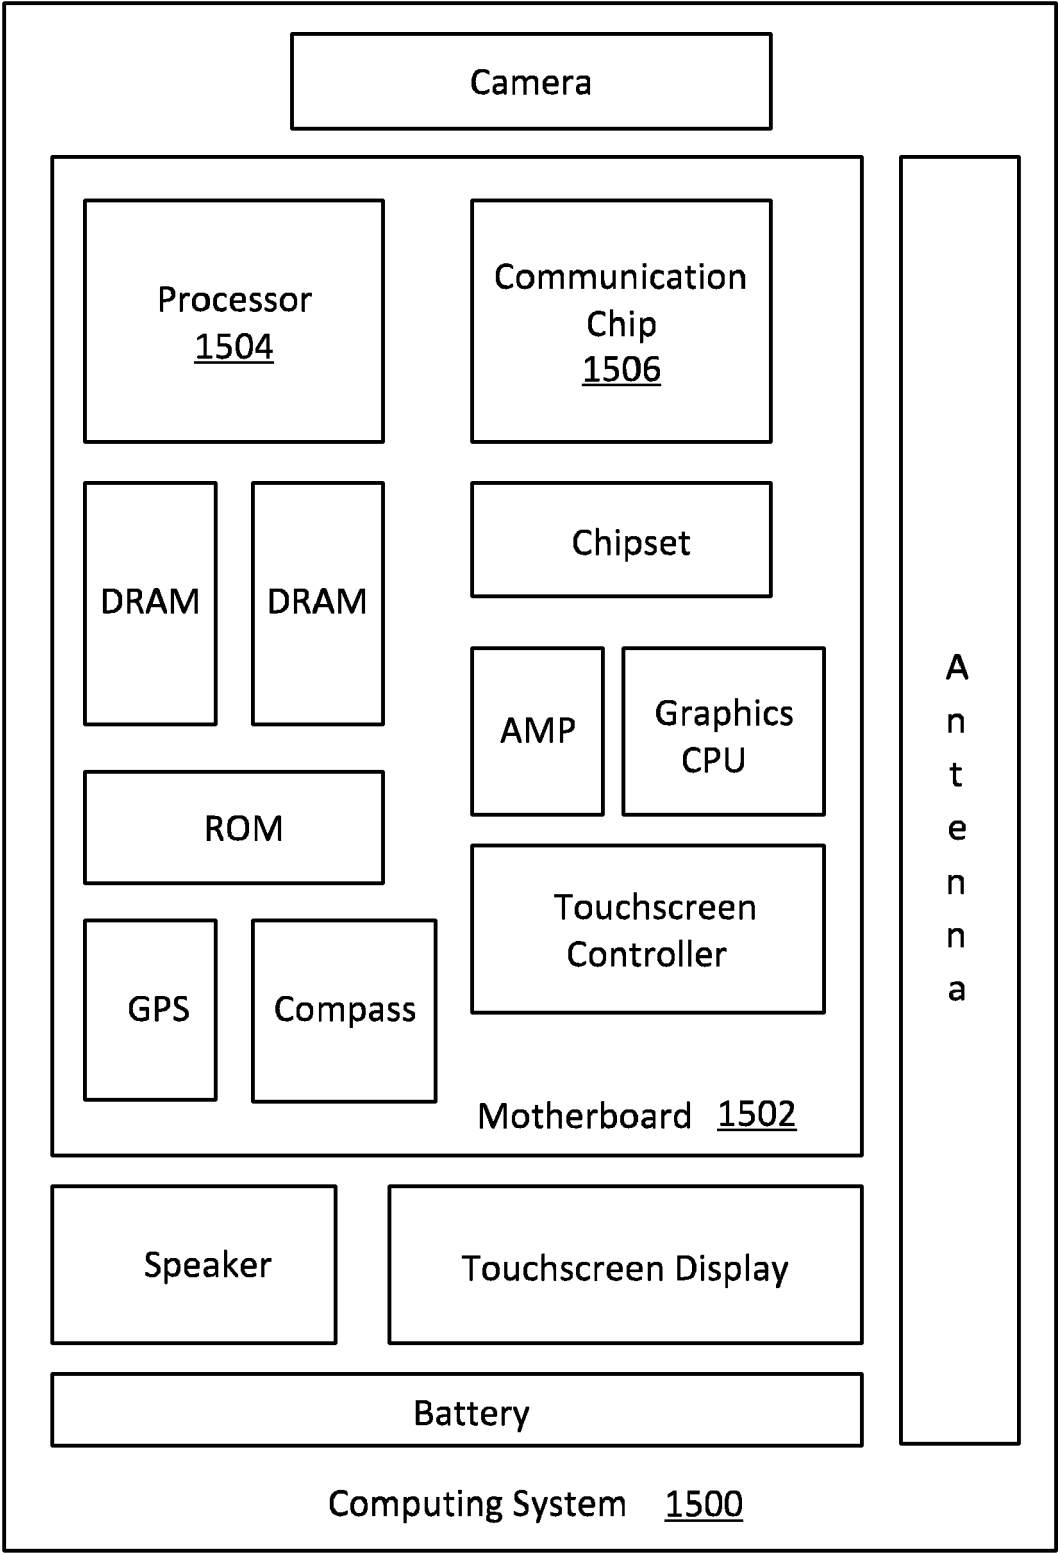 Camera
Processor
1504
Communication
Chip
1506
DRAM
DRAM
Chipset
AMP
Graphics
CPU
ROM
Touchscreen
Controller
GPS
Compass
Motherboard 1502
Antenna
Speaker
Touchscreen Display
Battery
Computing System 1500